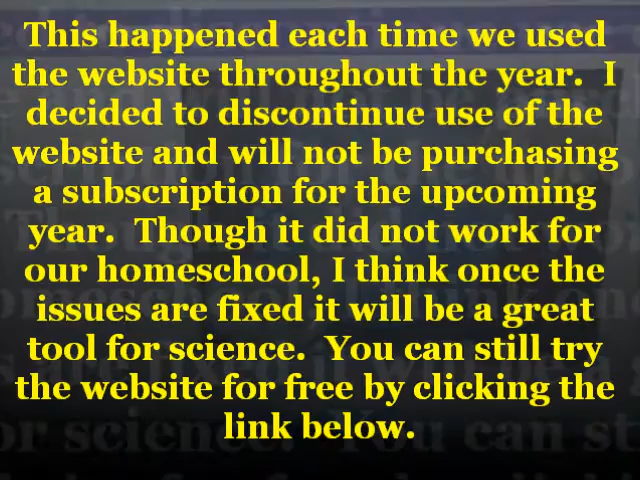 This happened each time we used
the website throughout the year.  I
decided to discontinue use of the
website and will not be purchasing
a subscription for the upcoming
year.  Though it did not work for
our homeschool, I think once the
issues are fixed it will be a great
tool for science.  You can still try
the website for free by clicking the
link below.